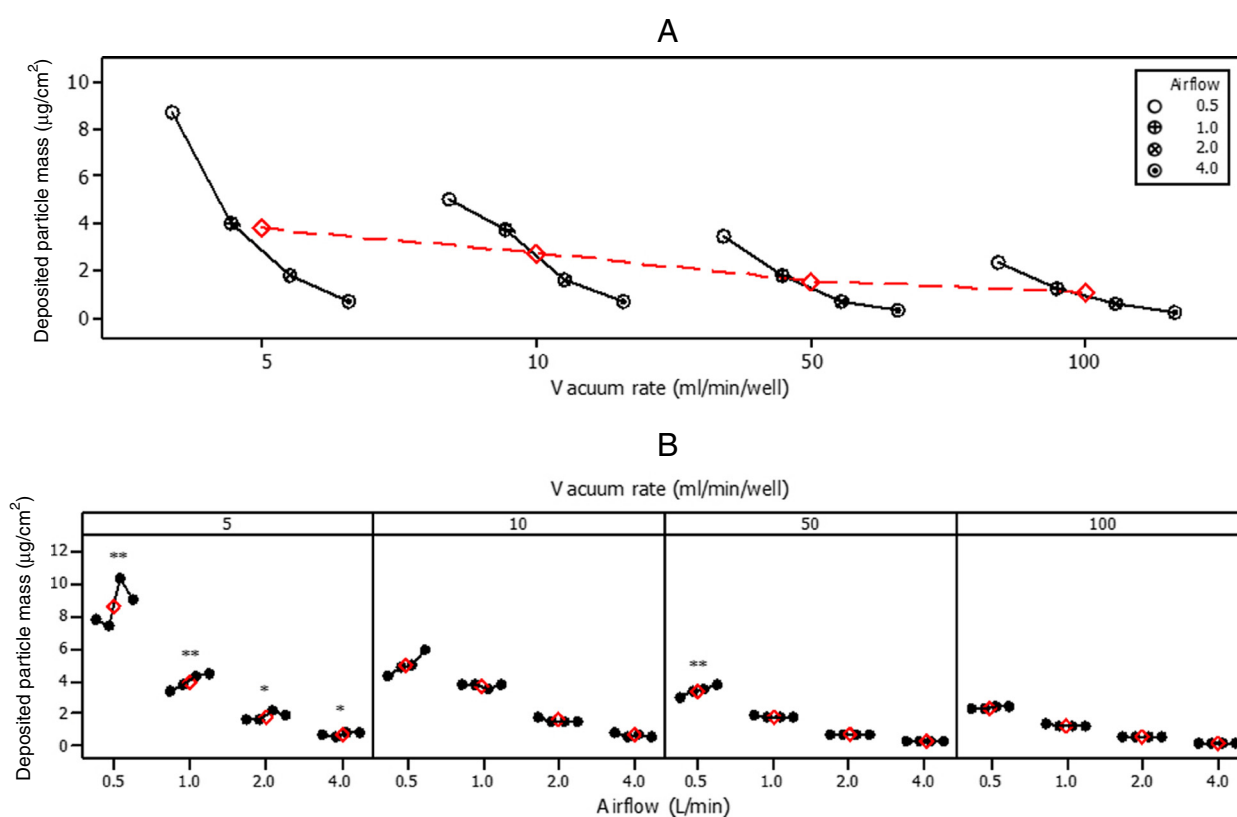 A
Deposited particle mass (µg/cm²)
10
8
6
4
2
0
Airflow
0.5
1.0
2.0
4.0
5 10 50 100
Vacuum rate (ml/min/well)
B
Vacuum rate (ml/min/well)
5 10 50 100
Deposited particle mass (µg/cm²)
12
10
8
6
4
2
0
**
**
*
*
**
0.5 1.0 2.0 4.0 0.5 1.0 2.0 4.0 0.5 1.0 2.0 4.0 0.5 1.0 2.0 4.0
Airflow (L/min)